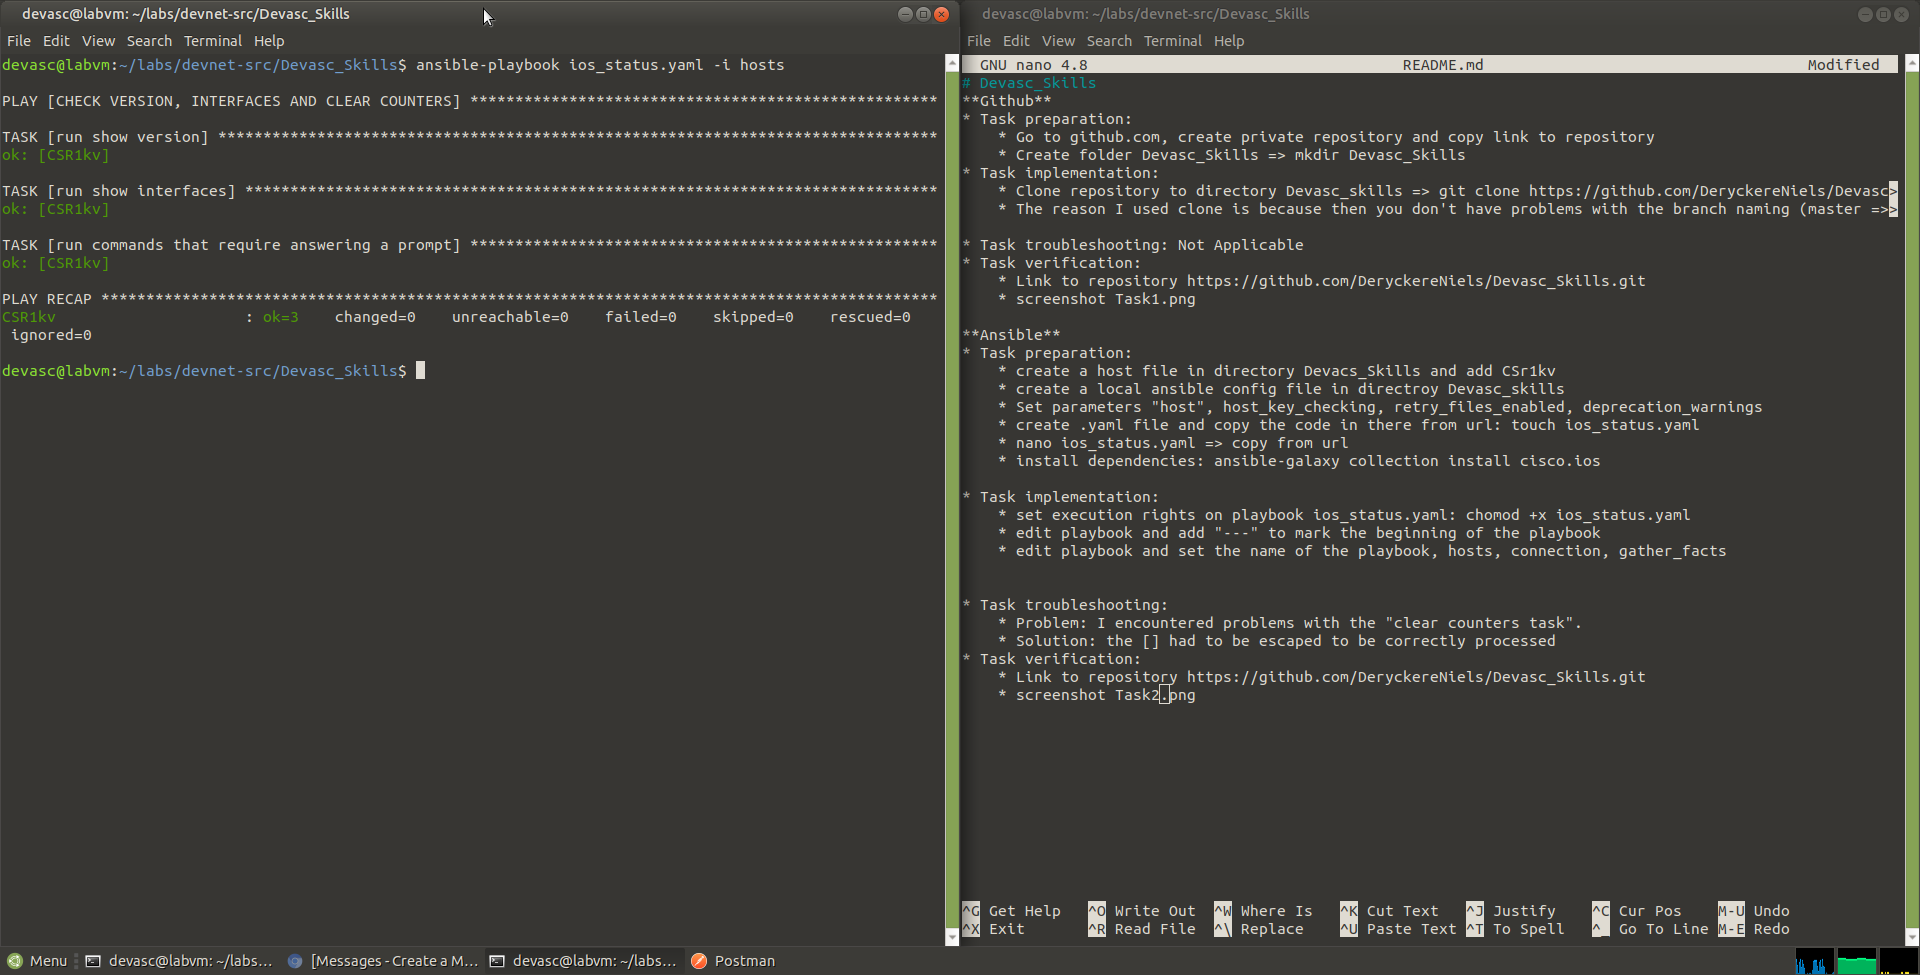 devasc@labvm: ~/labs/devnet-src/Devasc_Skills
File Edit View Search Terminal Help
devasc@labvm:~/labs/devnet-src/Devasc_Skills$ ansible-playbook ios_status.yaml -i hosts
PLAY [CHECK VERSION, INTERFACES AND CLEAR COUNTERS] ****************************************************
TASK [run show version] ********************************************************************************
ok: [CSR1kv]
TASK [run show interfaces] *****************************************************************************
ok: [CSR1kv]
TASK [run commands that require answering a prompt] ****************************************************
ok: [CSR1kv]
PLAY RECAP *********************************************************************************************
CSR1kv                     : ok=3    changed=0    unreachable=0    failed=0    skipped=0    rescued=0
 ignored=0
devasc@labvm:~/labs/devnet-src/Devasc_Skills$
devasc@labvm: ~/labs/devnet-src/Devasc_Skills
File Edit View Search Terminal Help
GNU nano 4.8 README.md Modified
# Devasc_Skills
**Github**
* Task preparation:
    * Go to github.com, create private repository and copy link to repository
    * Create folder Devasc_Skills => mkdir Devasc_Skills
* Task implementation:
    * Clone repository to directory Devasc_skills => git clone https://github.com/DeryckereNiels/Devasc>
    * The reason I used clone is because then you don't have problems with the branch naming (master =>>
* Task troubleshooting: Not Applicable
* Task verification:
    * Link to repository https://github.com/DeryckereNiels/Devasc_Skills.git
    * screenshot Task1.png
**Ansible**
* Task preparation:
    * create a host file in directory Devacs_Skills and add CSr1kv
    * create a local ansible config file in directroy Devasc_skills
    * Set parameters "host", host_key_checking, retry_files_enabled, deprecation_warnings
    * create .yaml file and copy the code in there from url: touch ios_status.yaml
    * nano ios_status.yaml => copy from url
    * install dependencies: ansible-galaxy collection install cisco.ios
* Task implementation:
    * set execution rights on playbook ios_status.yaml: chomod +x ios_status.yaml
    * edit playbook and add "---" to mark the beginning of the playbook
    * edit playbook and set the name of the playbook, hosts, connection, gather_facts
* Task troubleshooting:
    * Problem: I encountered problems with the "clear counters task".
    * Solution: the [] had to be escaped to be correctly processed
* Task verification:
    * Link to repository https://github.com/DeryckereNiels/Devasc_Skills.git
    * screenshot Task2.png
^G Get Help ^O Write Out ^W Where Is ^K Cut Text ^J Justify ^C Cur Pos M-U Undo
^X Exit ^R Read File ^\ Replace ^U Paste Text ^T To Spell ^_ Go To Line M-E Redo
Menu devasc@labvm: ~/labs... [Messages - Create a M... devasc@labvm: ~/labs... Postman